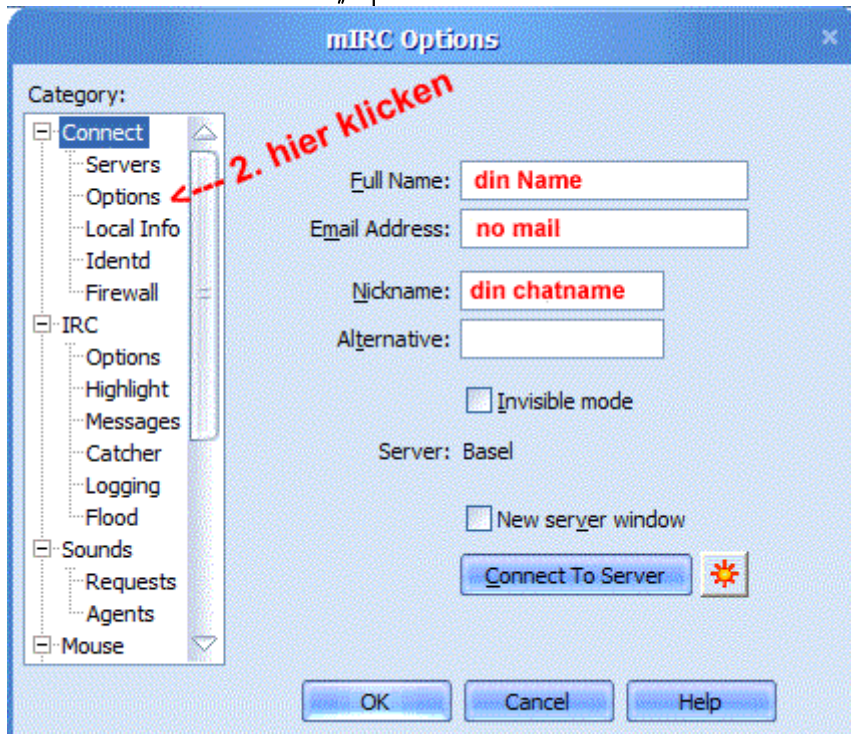 mIRC Options
Category:
Connect
Servers
Options
Local Info
Identd
Firewall
IRC
Options
Highlight
Messages
Catcher
Logging
Flood
Sounds
Requests
Agents
Mouse
2. hier klicken
Full Name: din Name
Email Address: no mail
Nickname: din chatname
Alternative:
Invisible mode
Server: Basel
New server window
Connect To Server
OK Cancel Help